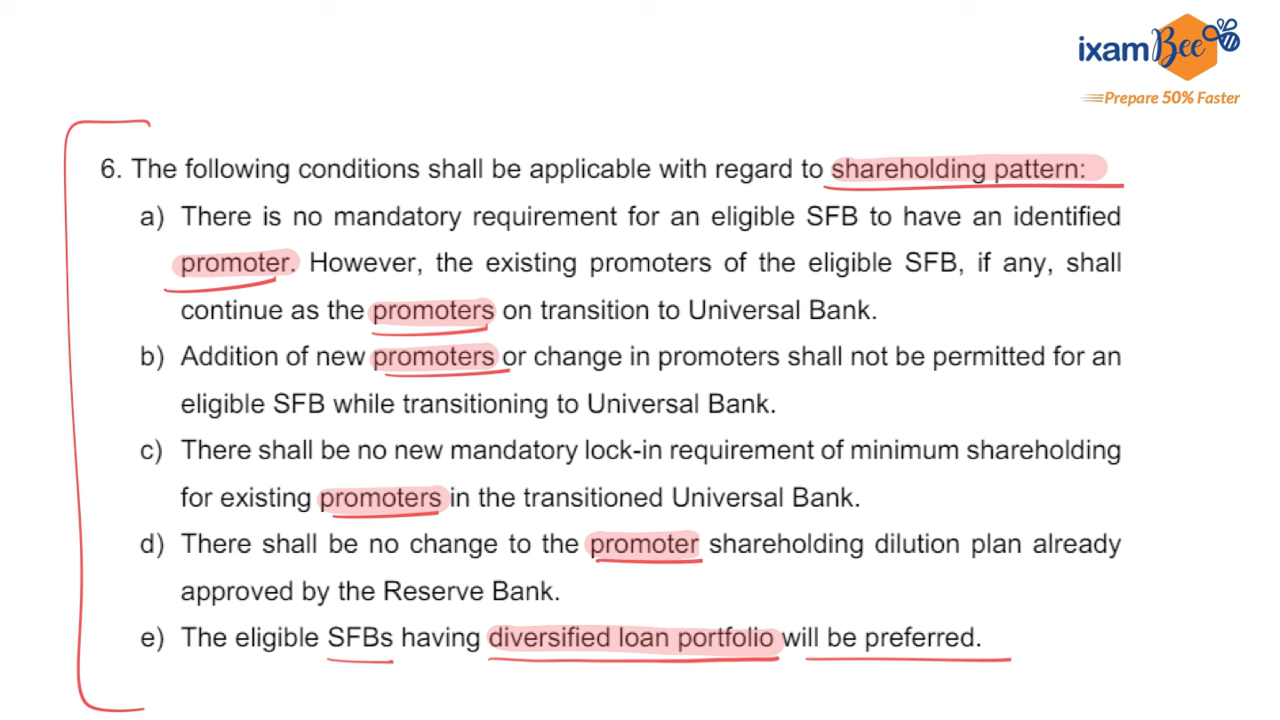 ixamBee
Prepare 50% Faster
6. The following conditions shall be applicable with regard to shareholding pattern:
a) There is no mandatory requirement for an eligible SFB to have an identified
promoter. However, the existing promoters of the eligible SFB, if any, shall
continue as the promoters on transition to Universal Bank.
b) Addition of new promoters or change in promoters shall not be permitted for an
eligible SFB while transitioning to Universal Bank.
c) There shall be no new mandatory lock-in requirement of minimum shareholding
for existing promoters in the transitioned Universal Bank.
d) There shall be no change to the promoter shareholding dilution plan already
approved by the Reserve Bank.
e) The eligible SFBs having diversified loan portfolio will be preferred.